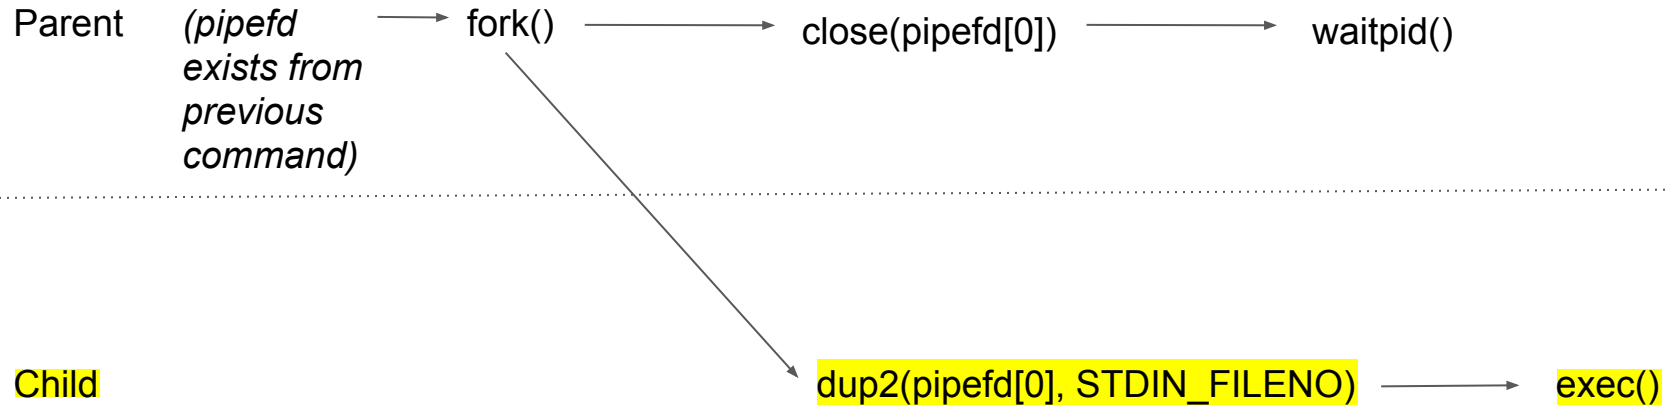 Parent (pipefd fork() close(pipefd[0]) waitpid()
exists from
previous
command)
Child dup2(pipefd[0], STDIN_FILENO) exec()